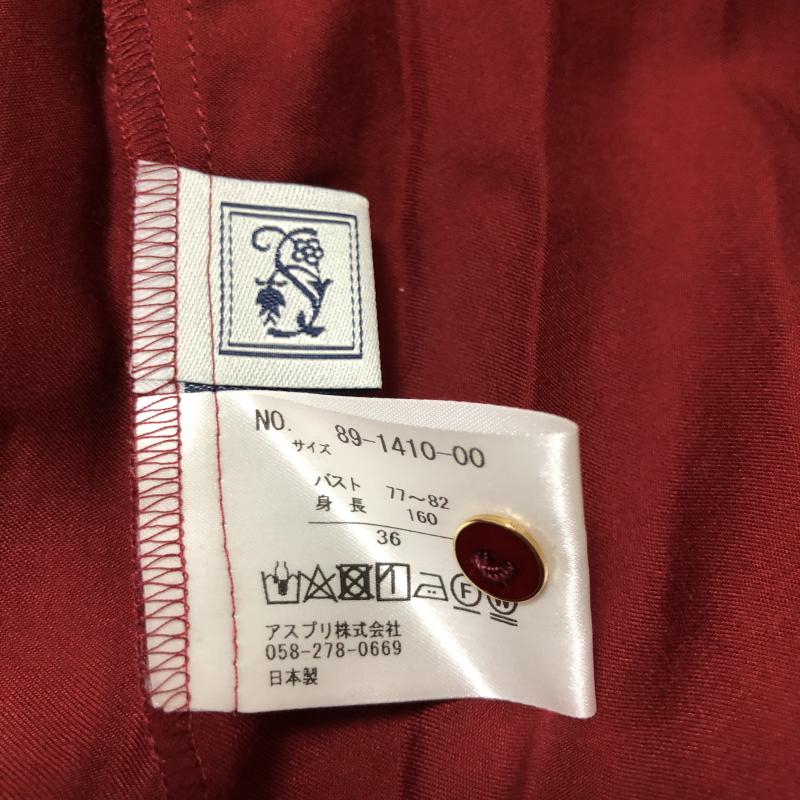 NO. 89-1410-00
サイズ
バスト 77～82
身長 160
36
F W
アスプリ株式会社
058-278-0669
日本製